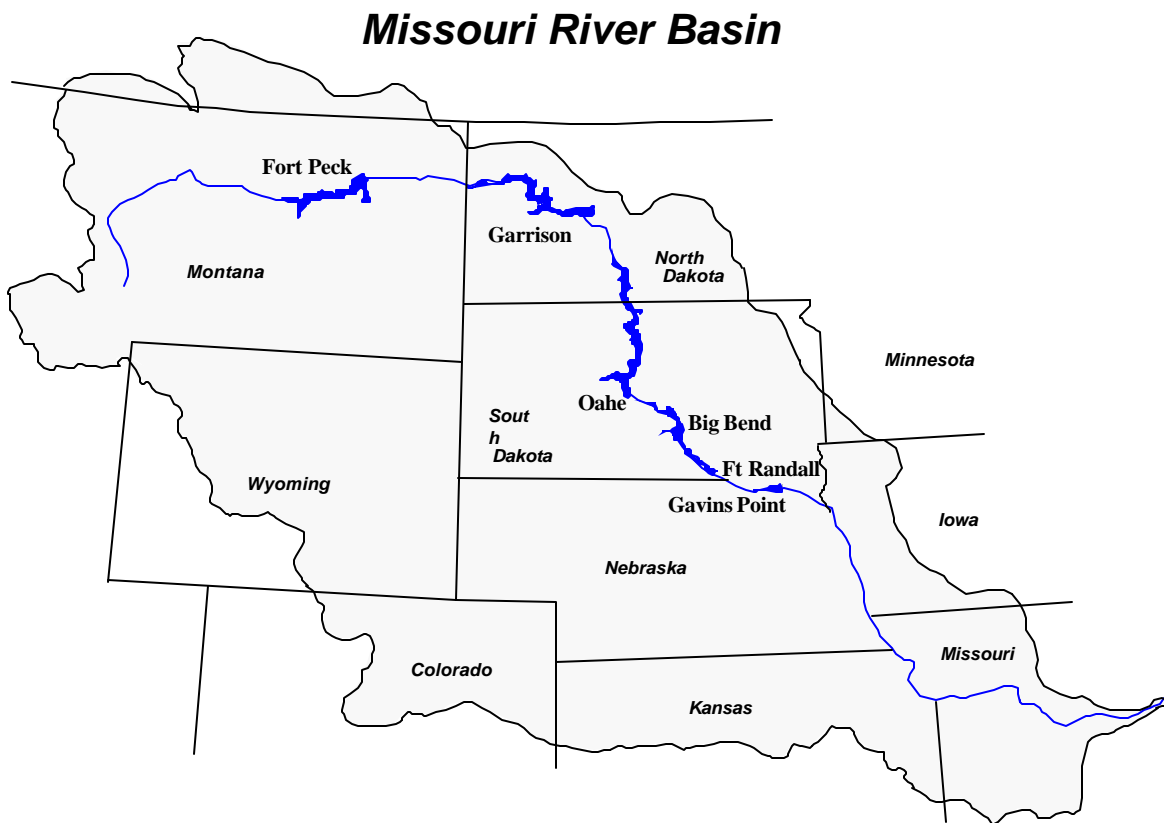 Missouri River Basin
Fort Peck
Garrison
North
Dakota
Montana
Minnesota
Oahe
Sout
h
Dakota
Big Bend
Ft Randall
Wyoming
Gavins Point
Iowa
Nebraska
Missouri
Colorado
Kansas